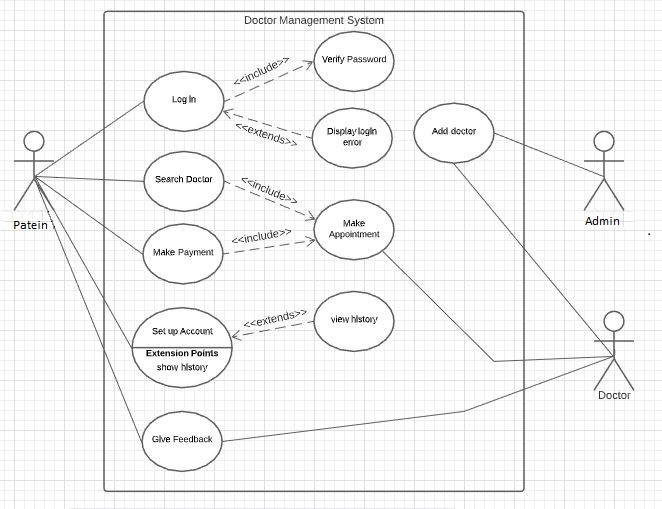 Doctor Management System
Verify Password
<<include>>
Log In
<<extends>>
Display login
error
Add doctor
Search Doctor
<<include>>
Make
Appointment
<<include>>
Make Payment
Patein
Admin
Set up Account
Extension Points
show history
<<extends>>
view history
Doctor
Give Feedback